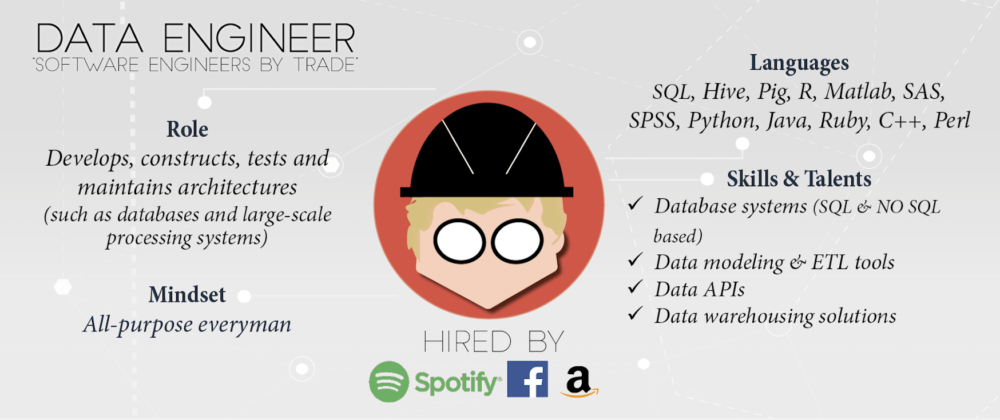 DATA ENGINEER
"SOFTWARE ENGINEERS BY TRADE"
Role
Develops, constructs, tests and
maintains architectures
(such as databases and large-scale
processing systems)
Mindset
All-purpose everyman
HIRED BY
Spotify®
f
a
Languages
SQL, Hive, Pig, R, Matlab, SAS,
SPSS, Python, Java, Ruby, C++, Perl
Skills & Talents
✓ Database systems (SQL & NO SQL
based)
✓ Data modeling & ETL tools
✓ Data APIs
✓ Data warehousing solutions